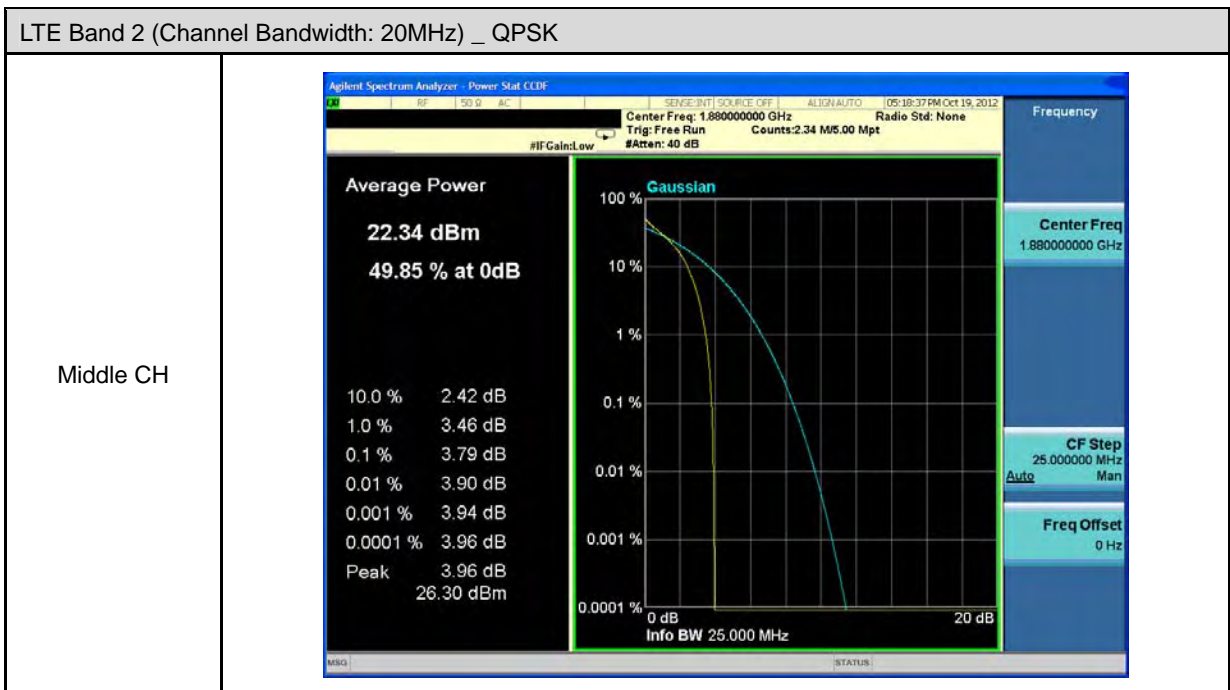 LTE Band 2 (Channel Bandwidth: 20MHz) _ QPSK
Middle CH
Agilent Spectrum Analyzer - Power Stat CCDF
LXI RF 50 Ω AC SENSE:INT SOURCE OFF ALIGN AUTO 05:18:37 PM Oct 19, 2012
Center Freq: 1.880000000 GHz Radio Std: None
Trig: Free Run Counts:2.34 M/5.00 Mpt
#IFGain:Low #Atten: 40 dB
Average Power
22.34 dBm
49.85 % at 0dB
10.0 % 2.42 dB
1.0 % 3.46 dB
0.1 % 3.79 dB
0.01 % 3.90 dB
0.001 % 3.94 dB
0.0001 % 3.96 dB
Peak 3.96 dB
26.30 dBm
Gaussian
100 %
10 %
1 %
0.1 %
0.01 %
0.001 %
0.0001 %
0 dB 20 dB
Info BW 25.000 MHz
Frequency
Center Freq
1.880000000 GHz
CF Step
25.000000 MHz
Auto Man
Freq Offset
0 Hz
MSG STATUS